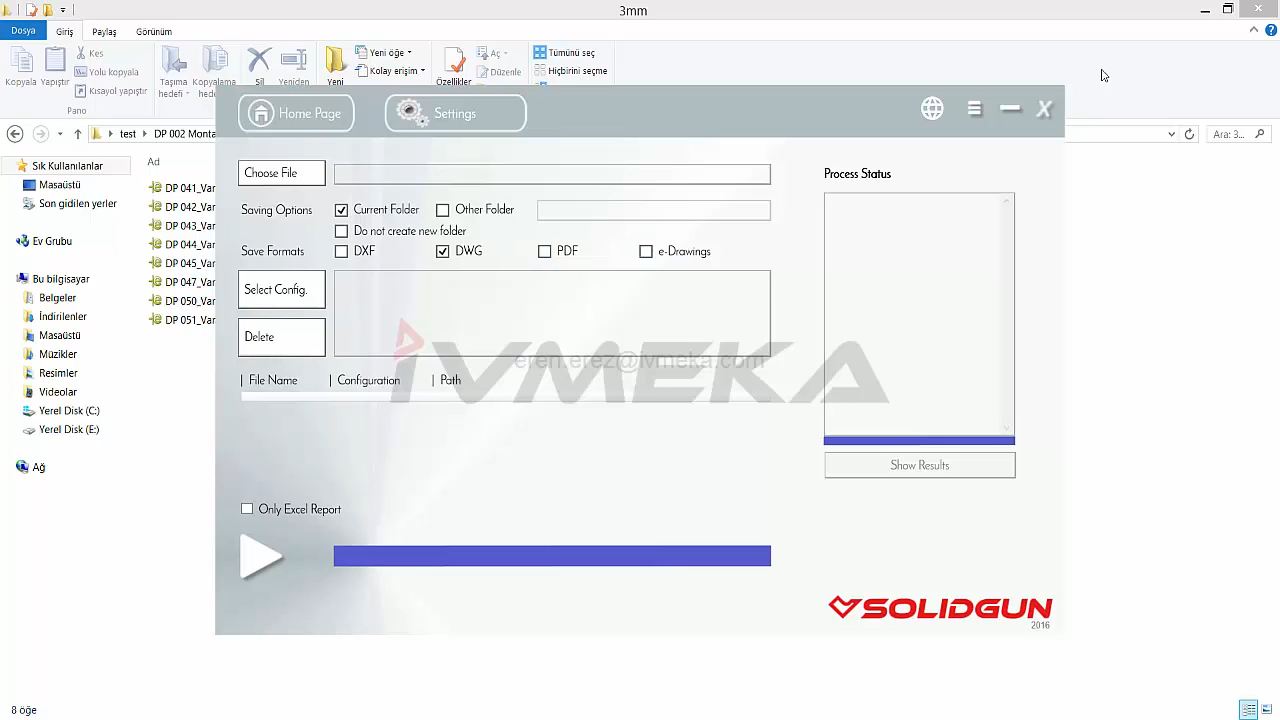 3mm
Dosya Giriş Paylaş Görünüm
Kopyala Yapıştır
Kes
Yolu kopyala
Kısayol yapıştır
Taşıma hedefi
Kopyalama hedefi
Sil
Yeniden
Yeni
Yeni öğe
Kolay erişim
Özellikler
Aç
Düzenle
Tümünü seç
Hiçbirini seçme
Pano
test DP 002 Monta
Ara: 3...
Home Page Settings
Sık Kullanılanlar
Masaüstü
Son gidilen yerler
Ev Grubu
Bu bilgisayar
Belgeler
İndirilenler
Masaüstü
Müzikler
Resimler
Videolar
Yerel Disk (C:)
Yerel Disk (E:)
Ağ
Ad
DP 041_Var
DP 042_Var
DP 043_Var
DP 044_Var
DP 045_Var
DP 047_Var
DP 050_Var
DP 051_Var
Choose File
Saving Options Current Folder Other Folder
Do not create new folder
Save Formats DXF DWG PDF e-Drawings
Select Config.
Delete
eren.erez@ivmeka.com
iVMEKA
File Name Configuration Path
Only Excel Report
Process Status
Show Results
SOLIDGUN
2016
8 öğe